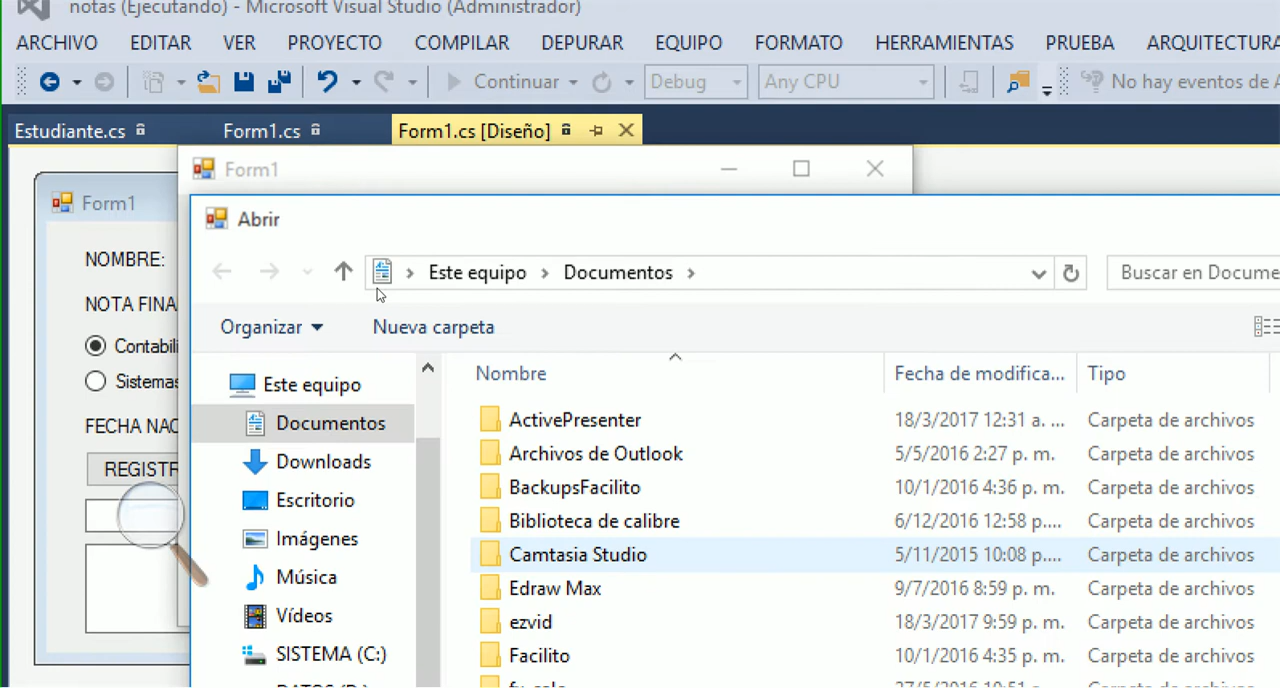 notas (Ejecutando) - Microsoft Visual Studio (Administrador)
ARCHIVO EDITAR VER PROYECTO COMPILAR DEPURAR EQUIPO FORMATO HERRAMIENTAS PRUEBA ARQUITECTURA
Continuar Debug Any CPU No hay eventos de A
Estudiante.cs Form1.cs Form1.cs [Diseño]
Form1
Form1
Abrir
NOMBRE:
Este equipo Documentos Buscar en Docume
NOTA FINA
Organizar Nueva carpeta
Contabili
Sistemas
FECHA NAC
REGISTR
Este equipo
Documentos
Downloads
Escritorio
Imágenes
Música
Vídeos
SISTEMA (C:)
Nombre Fecha de modifica... Tipo
ActivePresenter 18/3/2017 12:31 a. ... Carpeta de archivos
Archivos de Outlook 5/5/2016 2:27 p. m. Carpeta de archivos
BackupsFacilito 10/1/2016 4:36 p. m. Carpeta de archivos
Biblioteca de calibre 6/12/2016 12:58 p.... Carpeta de archivos
Camtasia Studio 5/11/2015 10:08 p.... Carpeta de archivos
Edraw Max 9/7/2016 8:59 p. m. Carpeta de archivos
ezvid 18/3/2017 9:59 p. m. Carpeta de archivos
Facilito 10/1/2016 4:35 p. m. Carpeta de archivos